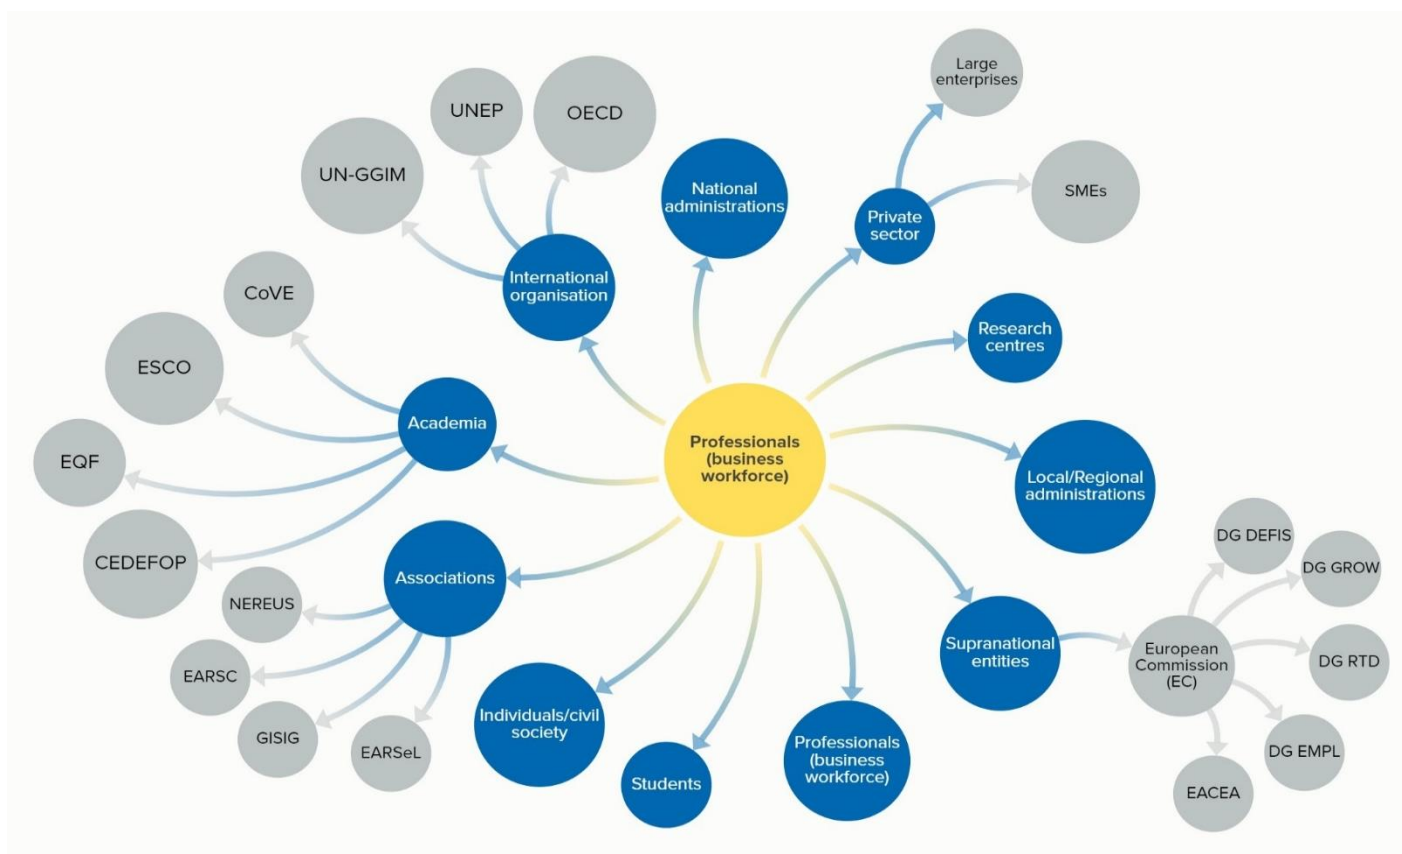 Large
enterprises
UNEP
OECD
UN-GGIM
National
administrations
SMEs
Private
sector
International
organisation
CoVE
Research
centres
ESCO
Academia
EQF
Professionals
(business
workforce)
Local/Regional
administrations
CEDEFOP
Associations
NEREUS
EARSC
GISIG
EARSeL
Individuals/civil
society
Students
Professionals
(business
workforce)
Supranational
entities
European
Commission
(EC)
DG DEFIS
DG GROW
DG RTD
DG EMPL
EACEA